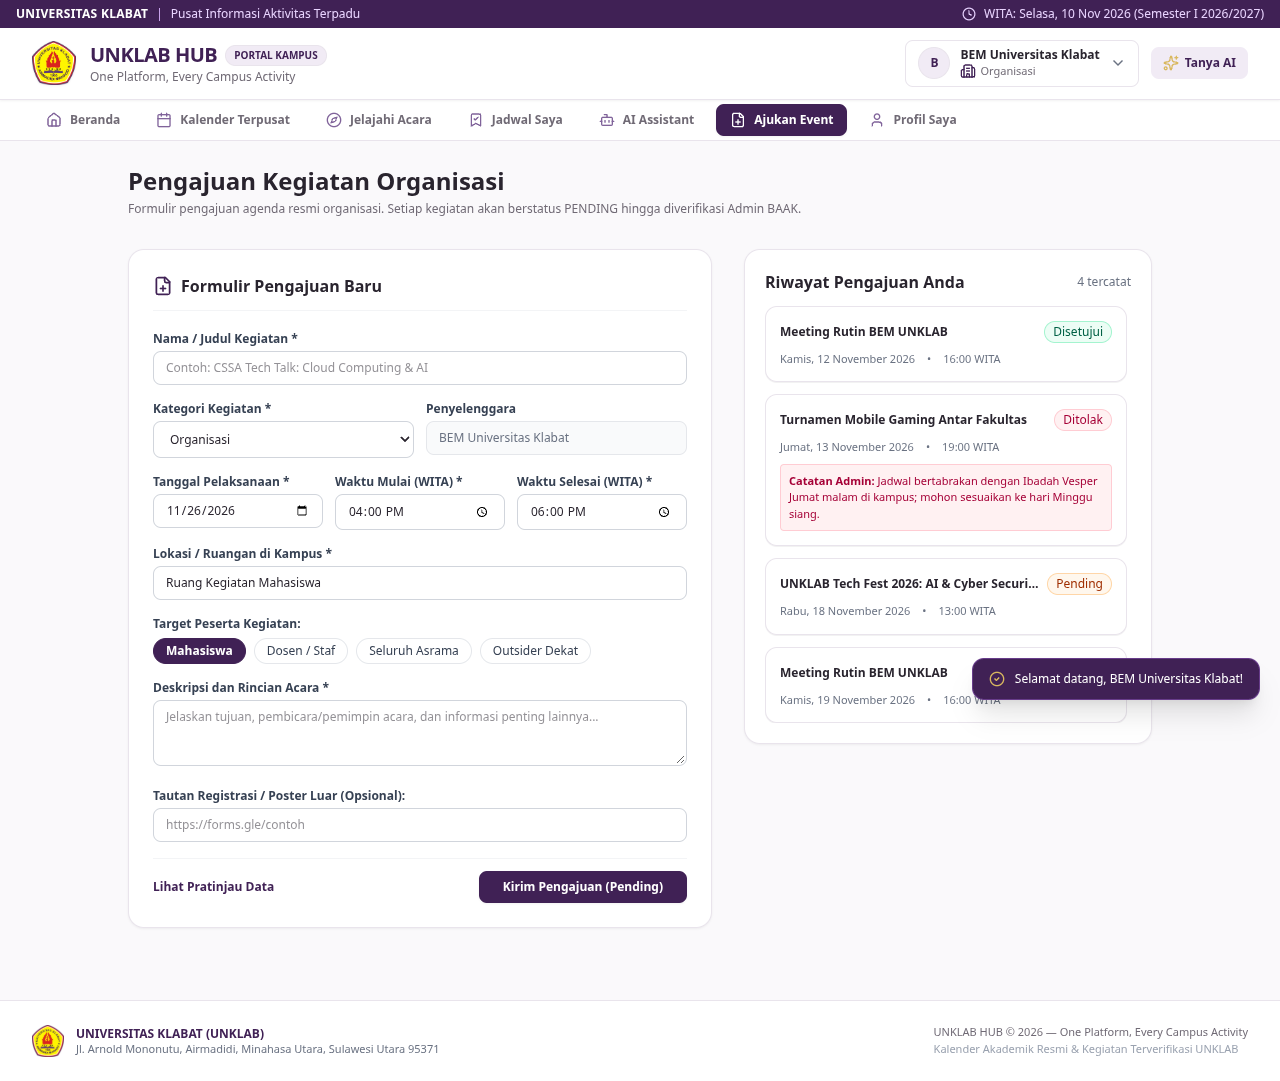 UNIVERSITAS KLABAT | Pusat Informasi Aktivitas Terpadu
WITA: Selasa, 10 Nov 2026 (Semester I 2026/2027)
UNKLAB HUB PORTAL KAMPUS
One Platform, Every Campus Activity
B
BEM Universitas Klabat
Organisasi
Tanya AI
Beranda
Kalender Terpusat
Jelajahi Acara
Jadwal Saya
AI Assistant
Ajukan Event
Profil Saya
Pengajuan Kegiatan Organisasi
Formulir pengajuan agenda resmi organisasi. Setiap kegiatan akan berstatus PENDING hingga diverifikasi Admin BAAK.
Formulir Pengajuan Baru
Nama / Judul Kegiatan *
Contoh: CSSA Tech Talk: Cloud Computing & AI
Kategori Kegiatan *
Organisasi
Penyelenggara
BEM Universitas Klabat
Tanggal Pelaksanaan *
11/26/2026
Waktu Mulai (WITA) *
04:00 PM
Waktu Selesai (WITA) *
06:00 PM
Lokasi / Ruangan di Kampus *
Ruang Kegiatan Mahasiswa
Target Peserta Kegiatan:
Mahasiswa
Dosen / Staf
Seluruh Asrama
Outsider Dekat
Deskripsi dan Rincian Acara *
Jelaskan tujuan, pembicara/pemimpin acara, dan informasi penting lainnya...
Tautan Registrasi / Poster Luar (Opsional):
https://forms.gle/contoh
Lihat Pratinjau Data
Kirim Pengajuan (Pending)
Riwayat Pengajuan Anda
4 tercatat
Meeting Rutin BEM UNKLAB
Disetujui
Kamis, 12 November 2026 • 16:00 WITA
Turnamen Mobile Gaming Antar Fakultas
Ditolak
Jumat, 13 November 2026 • 19:00 WITA
Catatan Admin: Jadwal bertabrakan dengan Ibadah Vesper
Jumat malam di kampus; mohon sesuaikan ke hari Minggu
siang.
UNKLAB Tech Fest 2026: AI & Cyber Securi...
Pending
Rabu, 18 November 2026 • 13:00 WITA
Meeting Rutin BEM UNKLAB
Kamis, 19 November 2026 • 16:00 WITA
Selamat datang, BEM Universitas Klabat!
UNIVERSITAS KLABAT (UNKLAB)
Jl. Arnold Mononutu, Airmadidi, Minahasa Utara, Sulawesi Utara 95371
UNKLAB HUB © 2026 — One Platform, Every Campus Activity
Kalender Akademik Resmi & Kegiatan Terverifikasi UNKLAB